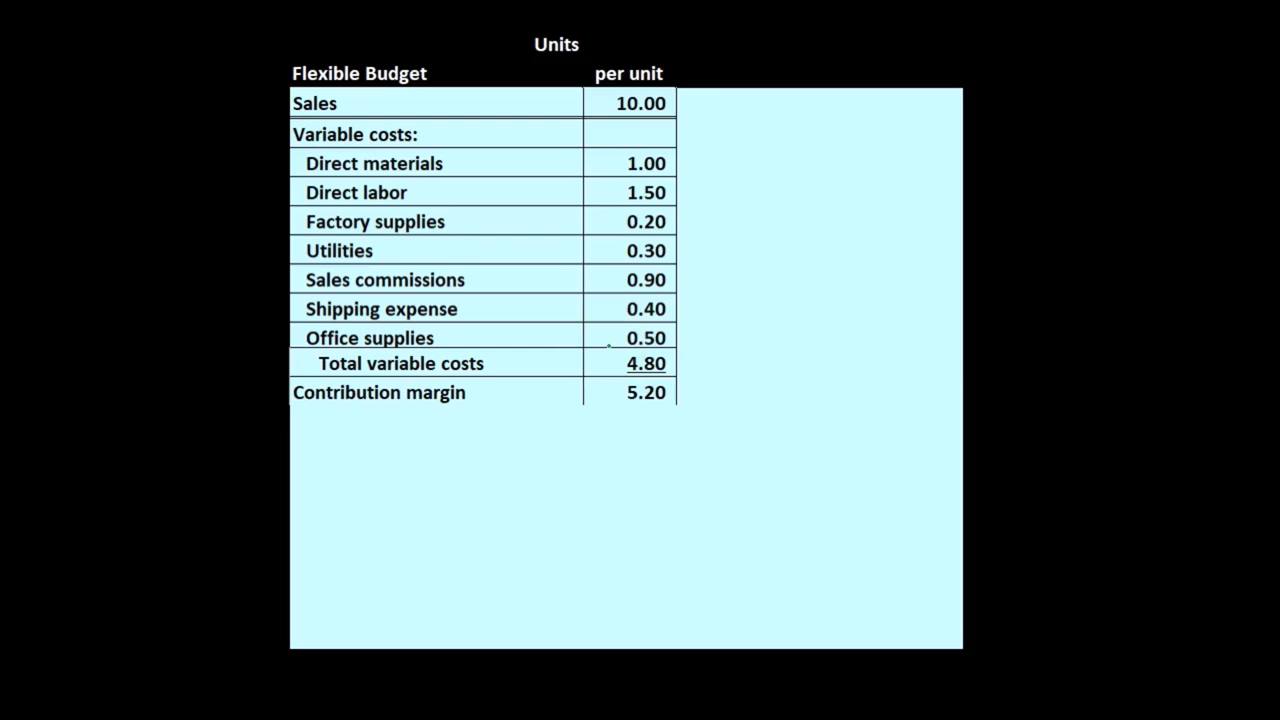 Units
Flexible Budget per unit
Sales 10.00
Variable costs:
Direct materials 1.00
Direct labor 1.50
Factory supplies 0.20
Utilities 0.30
Sales commissions 0.90
Shipping expense 0.40
Office supplies 0.50
Total variable costs 4.80
Contribution margin 5.20